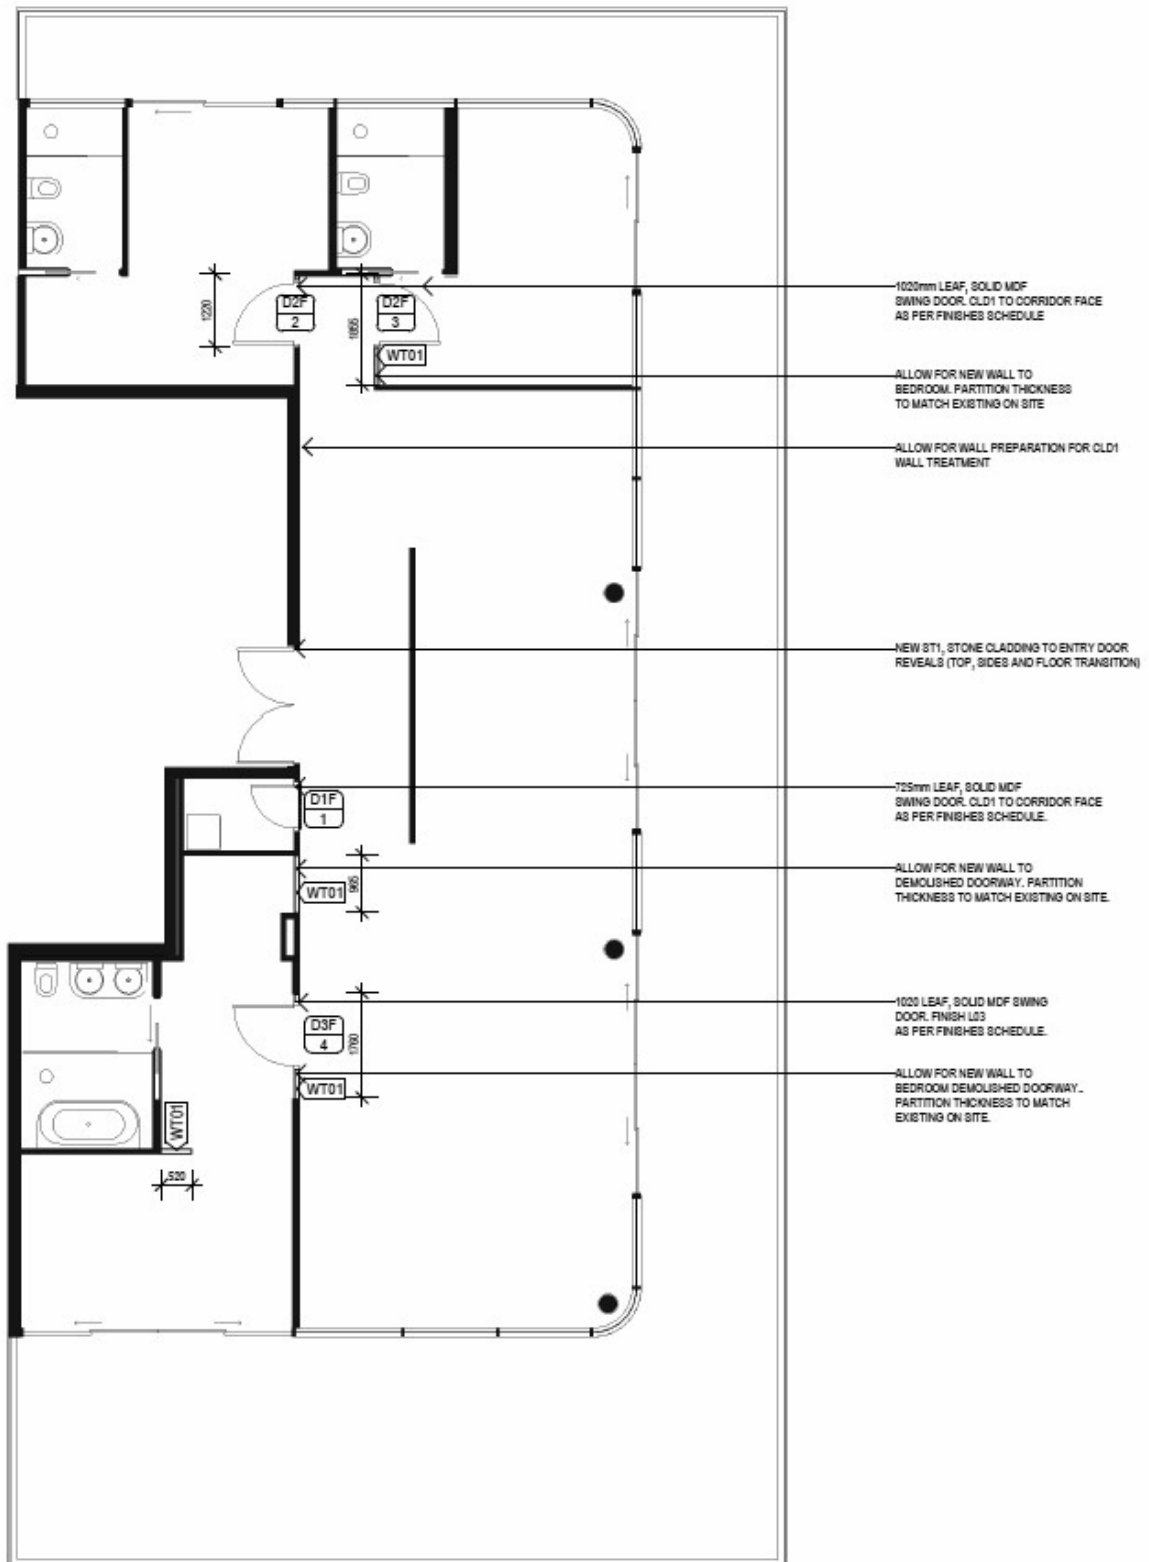 1220
D2F
2
1855
D2F
3
WT01
1020mm LEAF, SOLID MDF
SWING DOOR. CLD1 TO CORRIDOR FACE
AS PER FINISHES SCHEDULE
ALLOW FOR NEW WALL TO
BEDROOM. PARTITION THICKNESS
TO MATCH EXISTING ON SITE
ALLOW FOR WALL PREPARATION FOR CLD1
WALL TREATMENT
NEW ST1, STONE CLADDING TO ENTRY DOOR
REVEALS (TOP, SIDES AND FLOOR TRANSITION)
D1F
1
725mm LEAF, SOLID MDF
SWING DOOR. CLD1 TO CORRIDOR FACE
AS PER FINISHES SCHEDULE.
WT01
965
ALLOW FOR NEW WALL TO
DEMOLISHED DOORWAY. PARTITION
THICKNESS TO MATCH EXISTING ON SITE.
D3F
4
1760
1020 LEAF, SOLID MDF SWING
DOOR. FINISH L03
AS PER FINISHES SCHEDULE.
WT01
ALLOW FOR NEW WALL TO
BEDROOM DEMOLISHED DOORWAY..
PARTITION THICKNESS TO MATCH
EXISTING ON SITE.
WT01
520